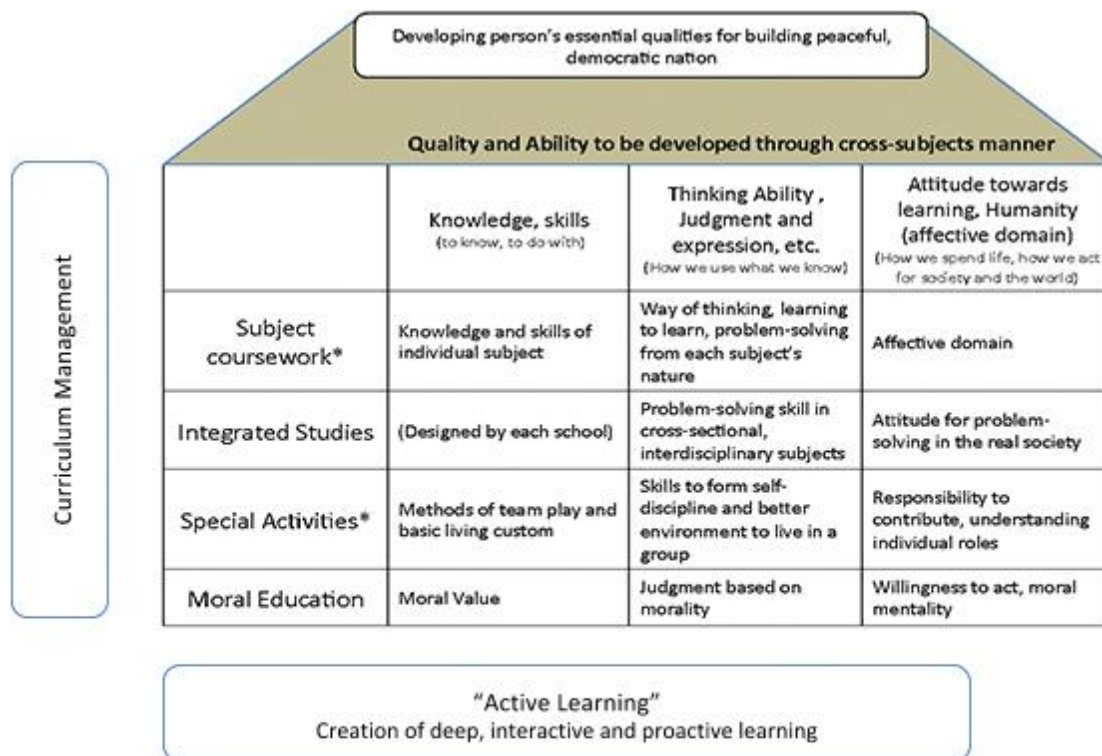 Developing person's essential qualities for building peaceful,
democratic nation
Quality and Ability to be developed through cross-subjects manner
Curriculum Management
Knowledge, skills
(to know, to do with)
Thinking Ability ,
Judgment and
expression, etc.
(How we use what we know)
Attitude towards
learning, Humanity
(affective domain)
(How we spend life, how we act
for society and the world)
Subject
coursework*
Knowledge and skills of
individual subject
Way of thinking, learning
to learn, problem-solving
from each subject's
nature
Affective domain
Integrated Studies
(Designed by each school)
Problem-solving skill in
cross-sectional,
interdisciplinary subjects
Attitude for problem-
solving in the real society
Special Activities*
Methods of team play and
basic living custom
Skills to form self-
discipline and better
environment to live in a
group
Responsibility to
contribute, understanding
individual roles
Moral Education
Moral Value
Judgment based on
morality
Willingness to act, moral
mentality
"Active Learning"
Creation of deep, interactive and proactive learning